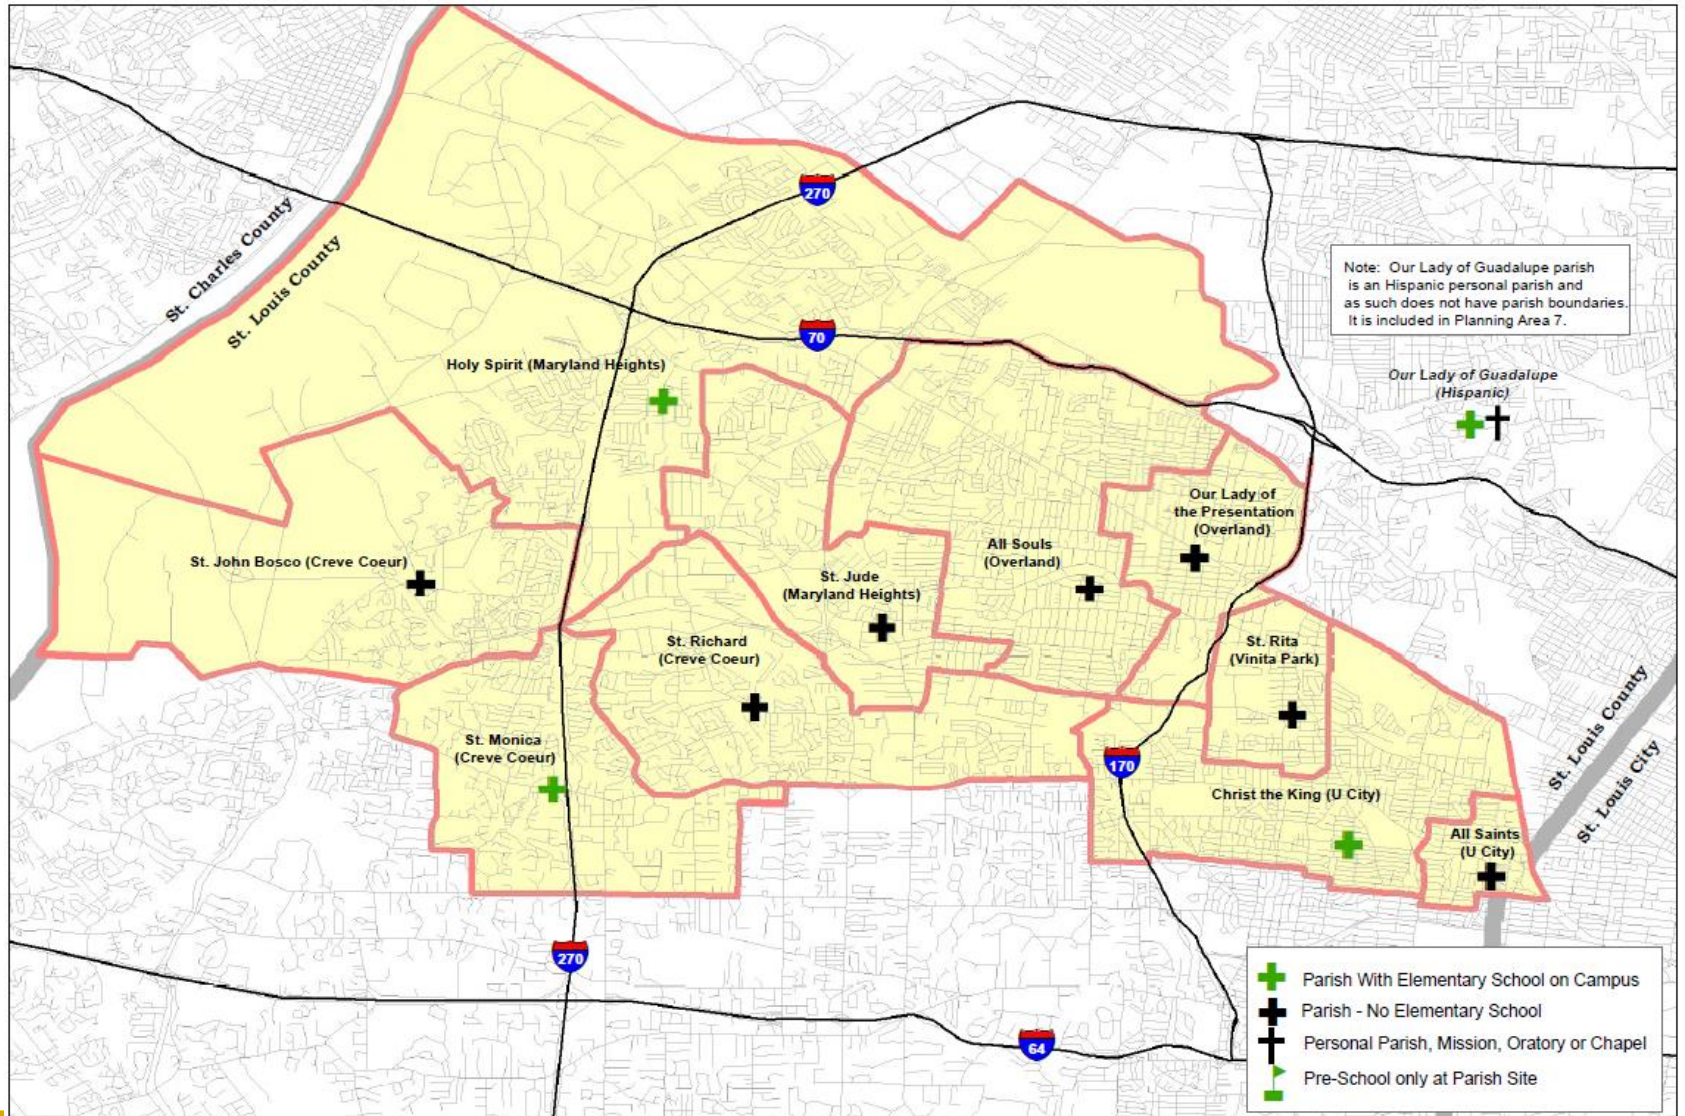 270
St. Charles County
St. Louis County
Note: Our Lady of Guadalupe parish
is an Hispanic personal parish and
as such does not have parish boundaries.
It is included in Planning Area 7.
70
Holy Spirit (Maryland Heights)
Our Lady of Guadalupe
(Hispanic)
Our Lady of
the Presentation
(Overland)
All Souls
(Overland)
St. John Bosco (Creve Coeur)
St. Jude
(Maryland Heights)
St. Richard
(Creve Coeur)
St. Rita
(Vinita Park)
St. Monica
(Creve Coeur)
170
St. Louis County
St. Louis City
Christ the King (U City)
All Saints
(U City)
270
64
Parish With Elementary School on Campus
Parish - No Elementary School
Personal Parish, Mission, Oratory or Chapel
Pre-School only at Parish Site